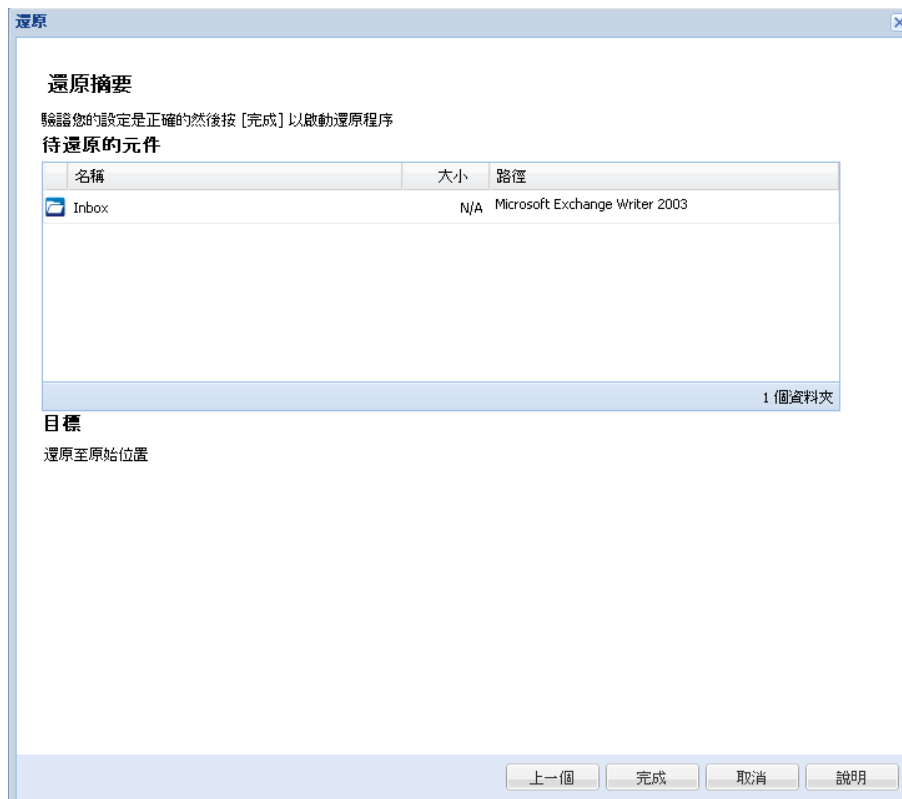 還原
還原摘要
驗證您的設定是正確的然後按 [完成] 以啟動還原程序
待還原的元件
名稱 大小 路徑
Inbox N/A Microsoft Exchange Writer 2003
1 個資料夾
目標
還原至原始位置
上一個 完成 取消 說明